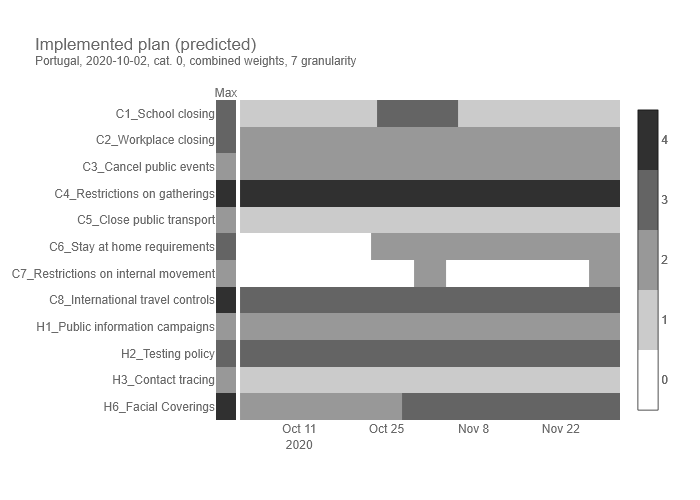 Implemented plan (predicted)
Portugal, 2020-10-02, cat. 0, combined weights, 7 granularity
Max
C1_School closing
C2_Workplace closing
C3_Cancel public events
C4_Restrictions on gatherings
C5_Close public transport
C6_Stay at home requirements
C7_Restrictions on internal movement
C8_International travel controls
H1_Public information campaigns
H2_Testing policy
H3_Contact tracing
H6_Facial Coverings
Oct 11
2020
Oct 25
Nov 8
Nov 22
4
3
2
1
0